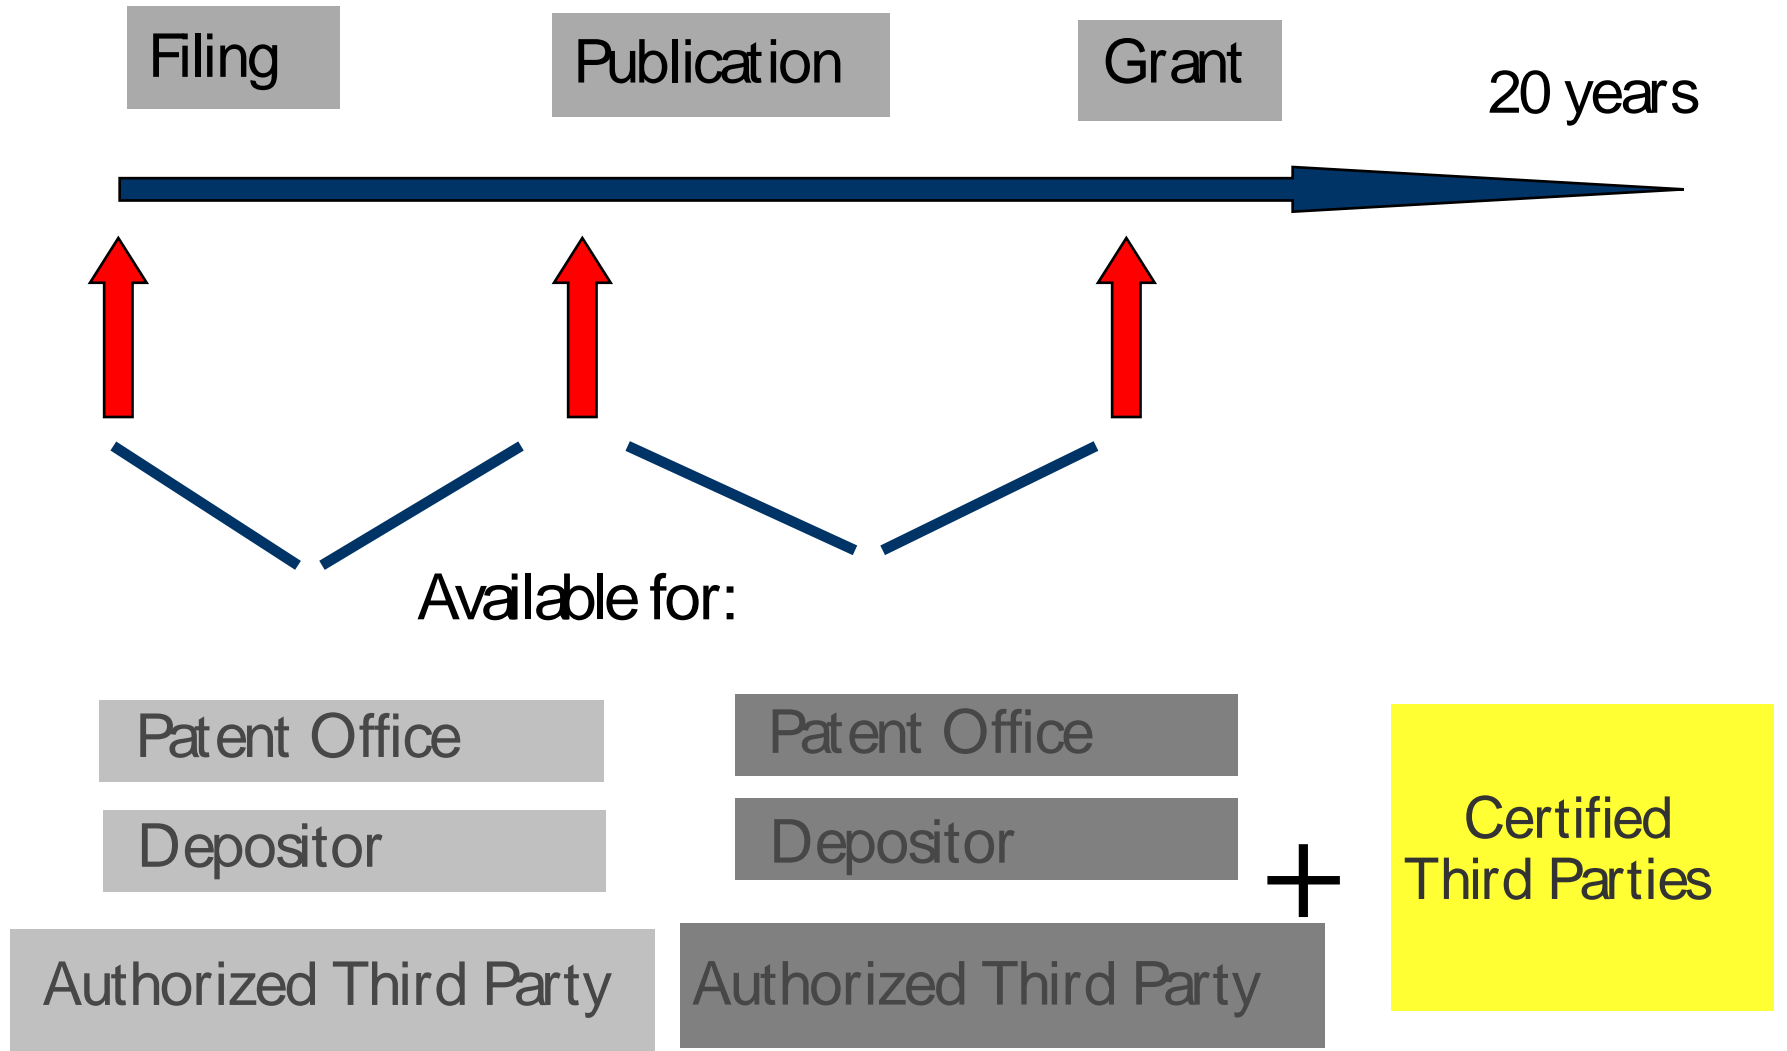 Filing
Publication
Grant
20 years
Available for:
Patent Office
Depositor
Authorized Third Party
Patent Office
Depositor
Authorized Third Party
+
Certified
Third Parties